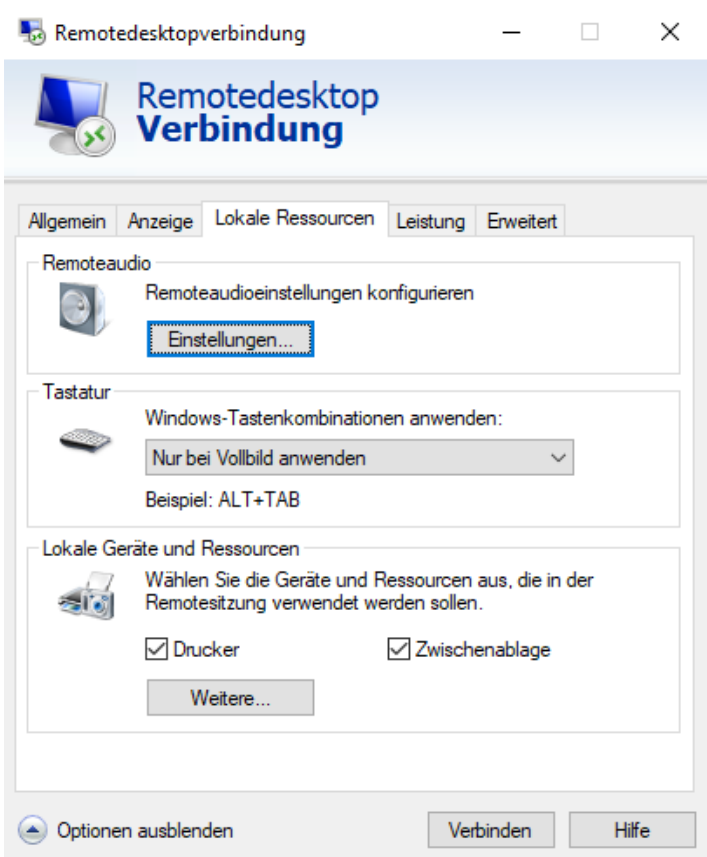 Remotedesktopverbindung
Remotedesktop
Verbindung
Allgemein Anzeige Lokale Ressourcen Leistung Erweitert
Remoteaudio
Remoteaudioeinstellungen konfigurieren
Einstellungen...
Tastatur
Windows-Tastenkombinationen anwenden:
Nur bei Vollbild anwenden
Beispiel: ALT+TAB
Lokale Geräte und Ressourcen
Wählen Sie die Geräte und Ressourcen aus, die in der
Remotesitzung verwendet werden sollen.
Drucker Zwischenablage
Weitere...
Optionen ausblenden Verbinden Hilfe